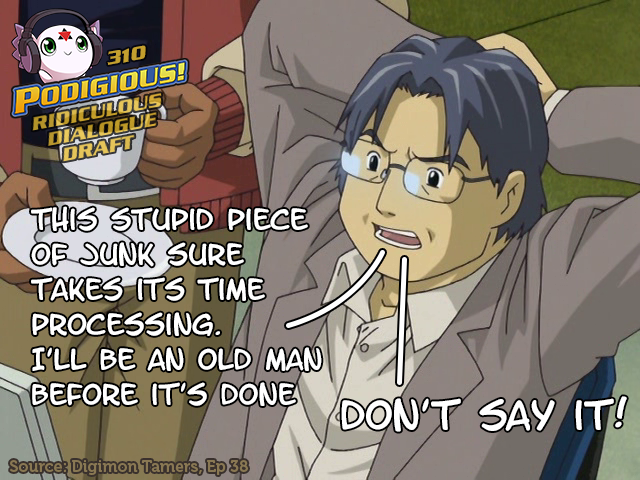 310
PODIGIOUS!
RIDICULOUS
DIALOGUE
DRAFT
THIS STUPID PIECE
OF JUNK SURE
TAKES ITS TIME
PROCESSING.
I'LL BE AN OLD MAN
BEFORE IT'S DONE
DON'T SAY IT!
Source: Digimon Tamers, Ep 38